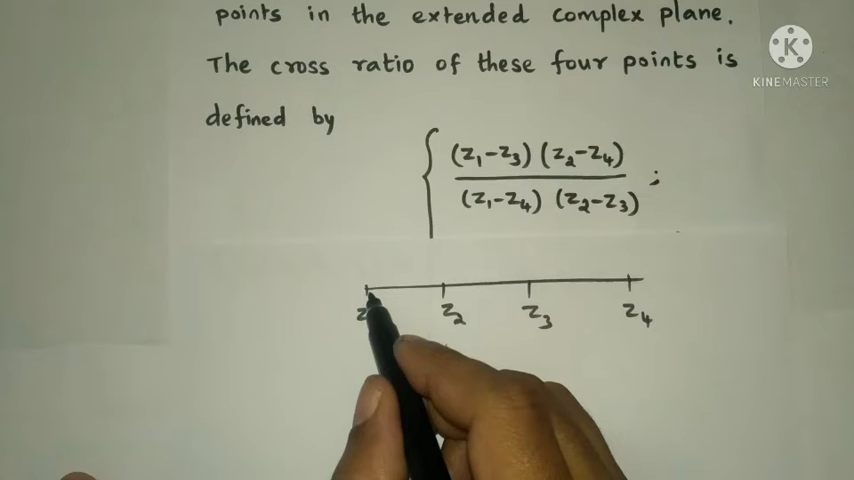 points in the extended complex plane.
The cross ratio of these four points is
defined by
{ (z₁-z₃) (z₂-z₄)
(z₁-z₄) (z₂-z₃) ;
z z₂ z₃ z₄
K
KINEMASTER